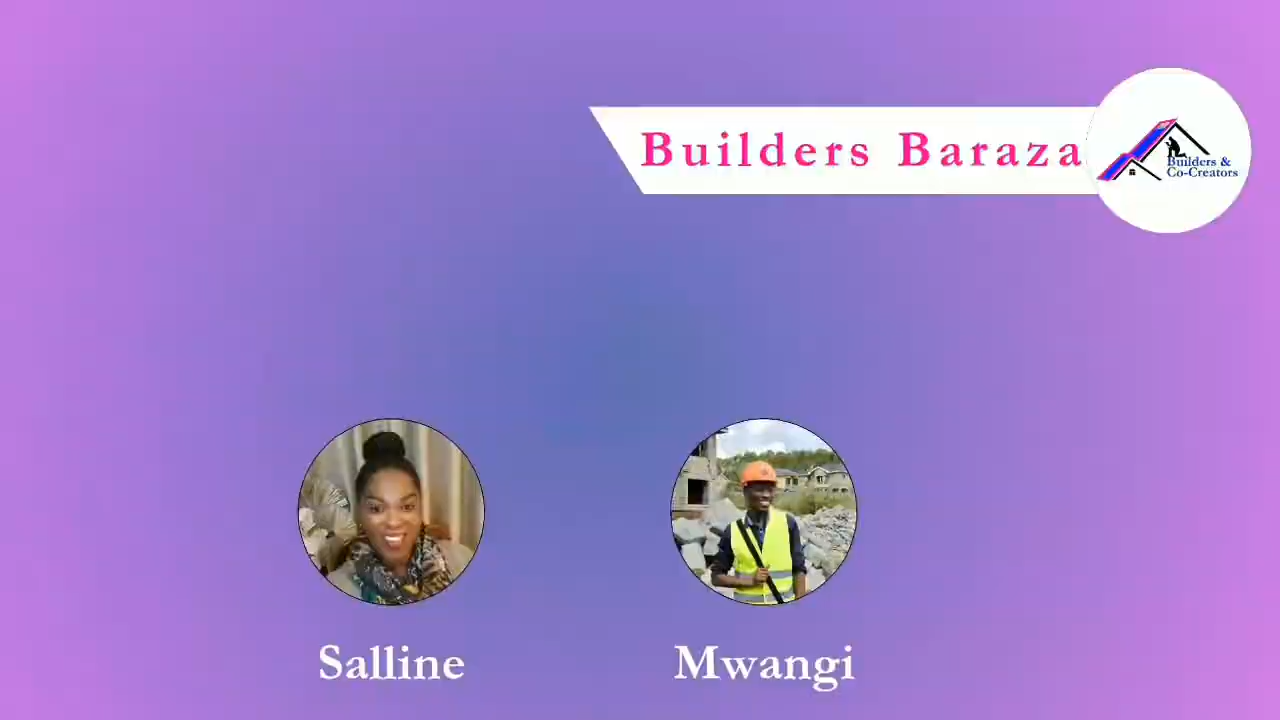 Builders Baraza
Builders &
Co-Creators
Salline
Mwangi